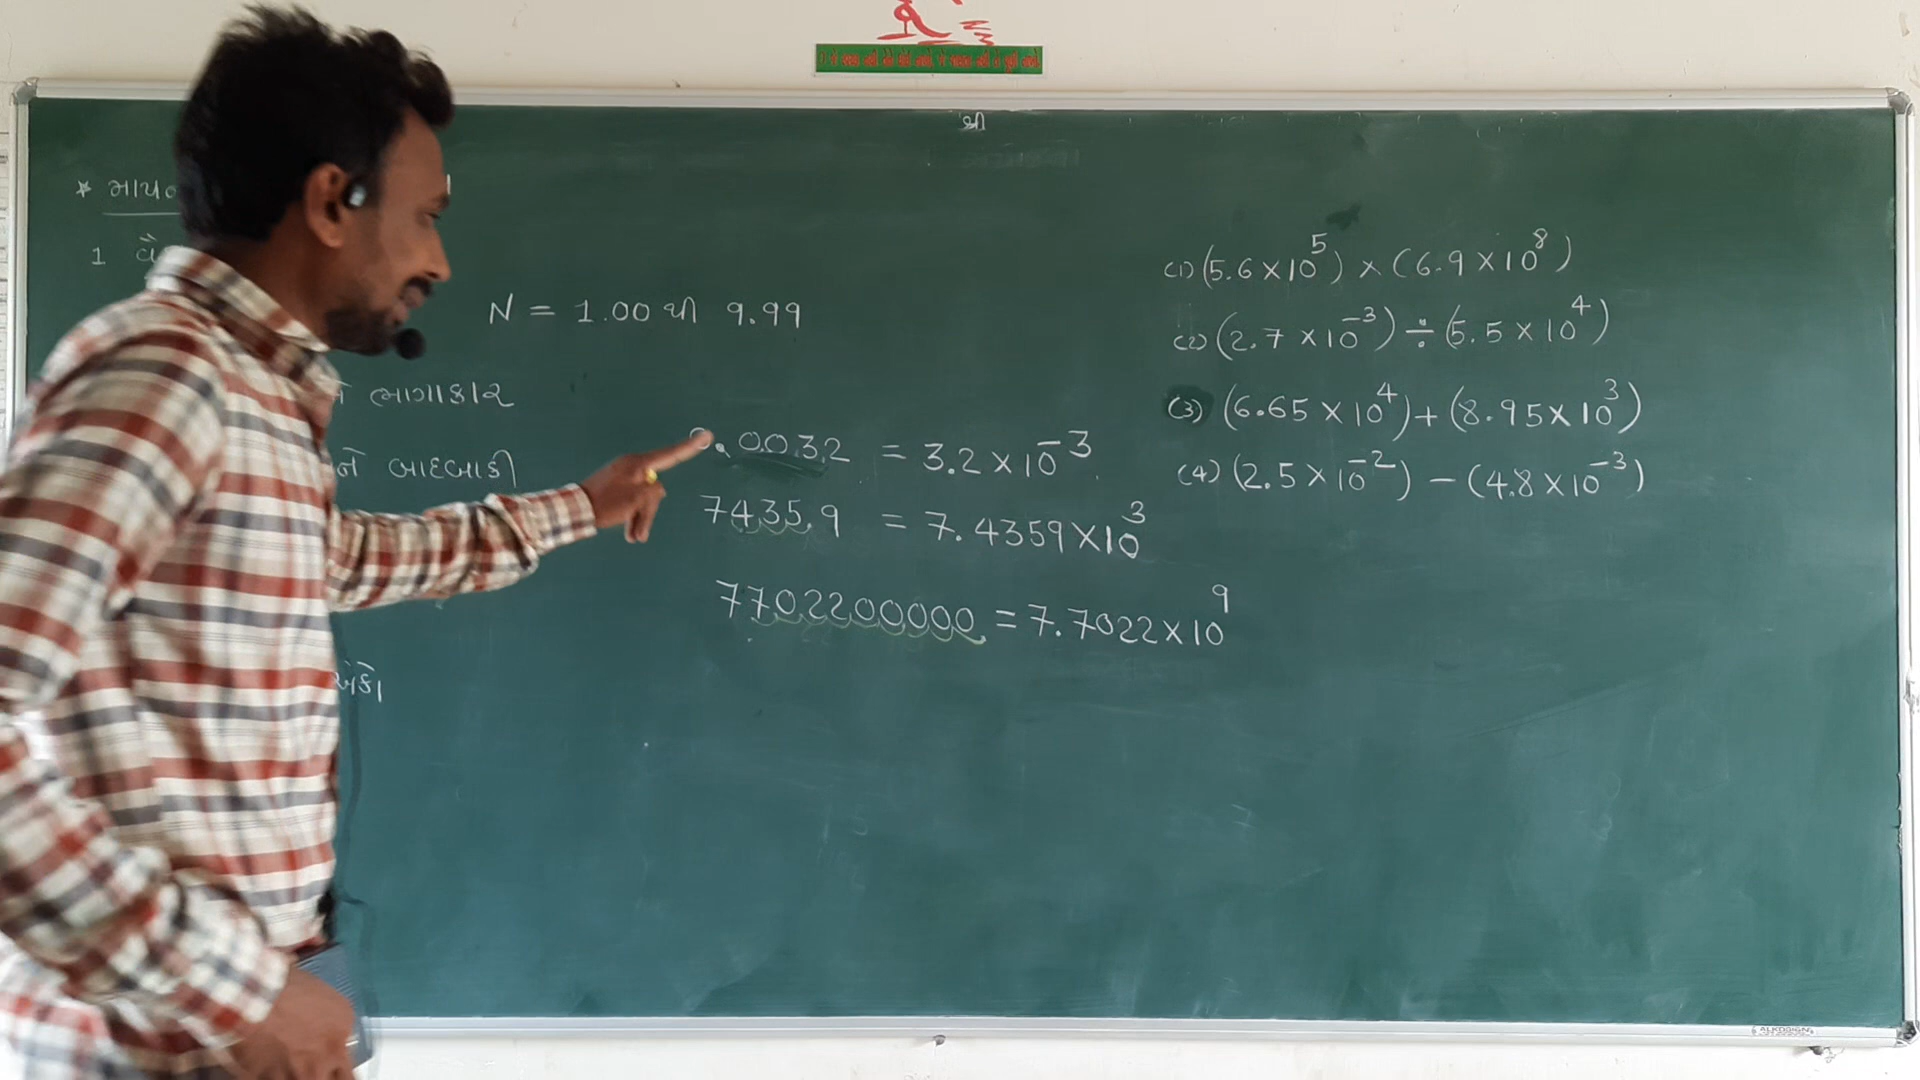 શ્રી
* માપન
1 વૈ
N = 1.00 થી 9.99
ને ભાગાકાર
ને બાદબાકી
અંકો
0.0032 = 3.2 × 10⁻³
7435.9 = 7.4359 × 10³
7702200000 = 7.7022 × 10⁹
(1) (5.6 × 10⁵) × (6.9 × 10⁸)
(2) (2.7 × 10⁻³) ÷ (5.5 × 10⁴)
(3) (6.65 × 10⁴) + (8.95 × 10³)
(4) (2.5 × 10⁻²) − (4.8 × 10⁻³)